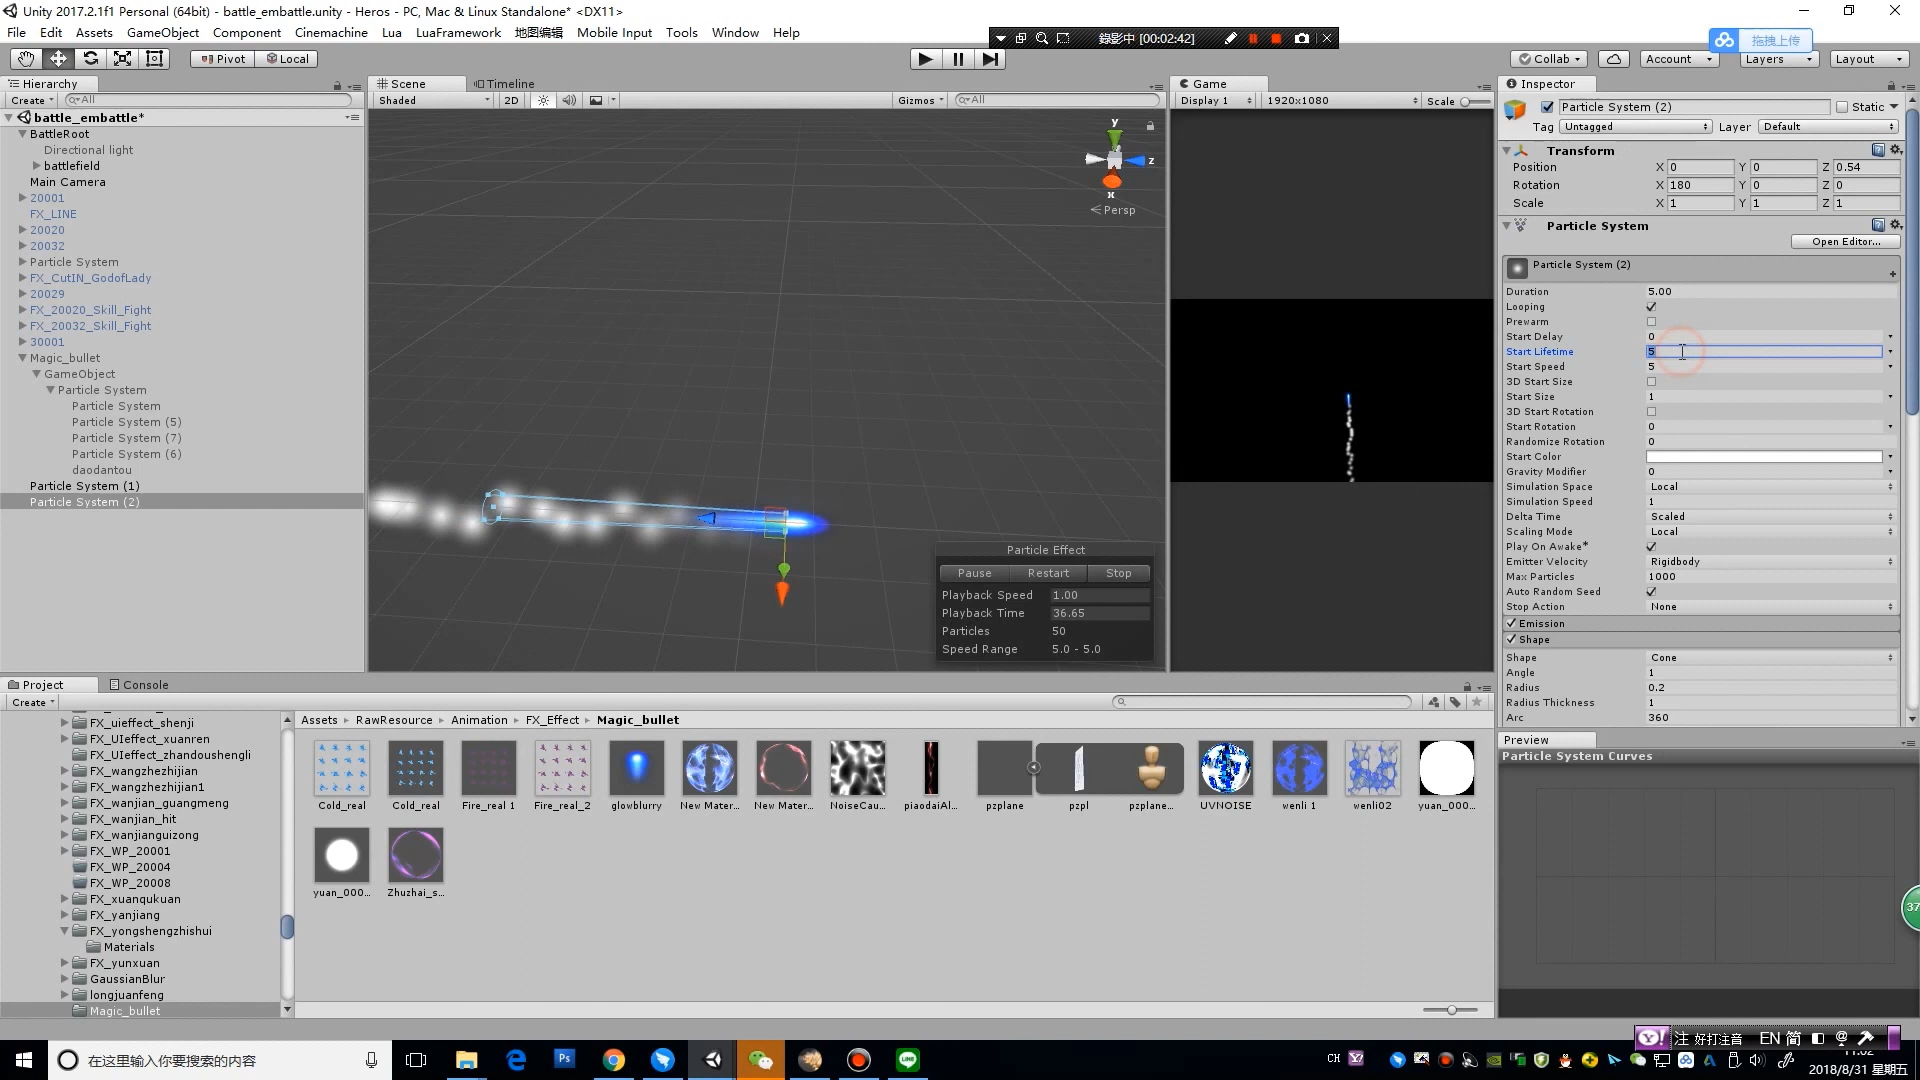 Unity 2017.2.1f1 Personal (64bit) - battle_embattle.unity - Heros - PC, Mac & Linux Standalone* <DX11>
File Edit Assets GameObject Component Cinemachine Lua LuaFramework 地图编辑 Mobile Input Tools Window Help
錄影中 [00:02:42]
拖拽上传
Pivot Local
Collab Account Layers Layout
Hierarchy
Create All
battle_embattle*
BattleRoot
Directional light
battlefield
Main Camera
20001
FX_LINE
20020
20032
Particle System
FX_CutIN_GodofLady
20029
FX_20020_Skill_Fight
FX_20032_Skill_Fight
30001
Magic_bullet
GameObject
Particle System
Particle System
Particle System (5)
Particle System (7)
Particle System (6)
daodantou
Particle System (1)
Particle System (2)
Scene Timeline
Shaded 2D Gizmos All
y
z
x
Persp
Particle Effect
Pause Restart Stop
Playback Speed 1.00
Playback Time 36.65
Particles 50
Speed Range 5.0 - 5.0
Game
Display 1 1920x1080 Scale
Inspector
Particle System (2) Static
Tag Untagged Layer Default
Transform
Position X 0 Y 0 Z 0.54
Rotation X 180 Y 0 Z 0
Scale X 1 Y 1 Z 1
Particle System
Open Editor...
Particle System (2)
Duration 5.00
Looping
Prewarm
Start Delay 0
Start Lifetime 5
Start Speed 5
3D Start Size
Start Size 1
3D Start Rotation
Start Rotation 0
Randomize Rotation 0
Start Color
Gravity Modifier 0
Simulation Space Local
Simulation Speed 1
Delta Time Scaled
Scaling Mode Local
Play On Awake*
Emitter Velocity Rigidbody
Max Particles 1000
Auto Random Seed
Stop Action None
Emission
Shape
Shape Cone
Angle 1
Radius 0.2
Radius Thickness 1
Arc 360
Preview
Particle System Curves
37
Project Console
Create
FX_uieffect_shenji
FX_UIeffect_xuanren
FX_UIeffect_zhandoushengli
FX_wangzhezhijian
FX_wangzhezhijian1
FX_wanjian_guangmeng
FX_wanjian_hit
FX_wanjianguizong
FX_WP_20001
FX_WP_20004
FX_WP_20008
FX_xuanqukuan
FX_yanjiang
FX_yongshengzhishui
Materials
FX_yunxuan
GaussianBlur
longjuanfeng
Magic_bullet
Assets RawResource Animation FX_Effect Magic_bullet
Cold_real Cold_real Fire_real 1 Fire_real_2 glowblurry New Mater... New Mater... NoiseCau... piaodaiAl... pzplane pzpl pzplane... UVNOISE wenli 1 wenli02 yuan_000...
yuan_000... Zhuzhai_s...
注 好打注音 EN 简
在这里输入你要搜索的内容
CH
2018/8/31 星期五